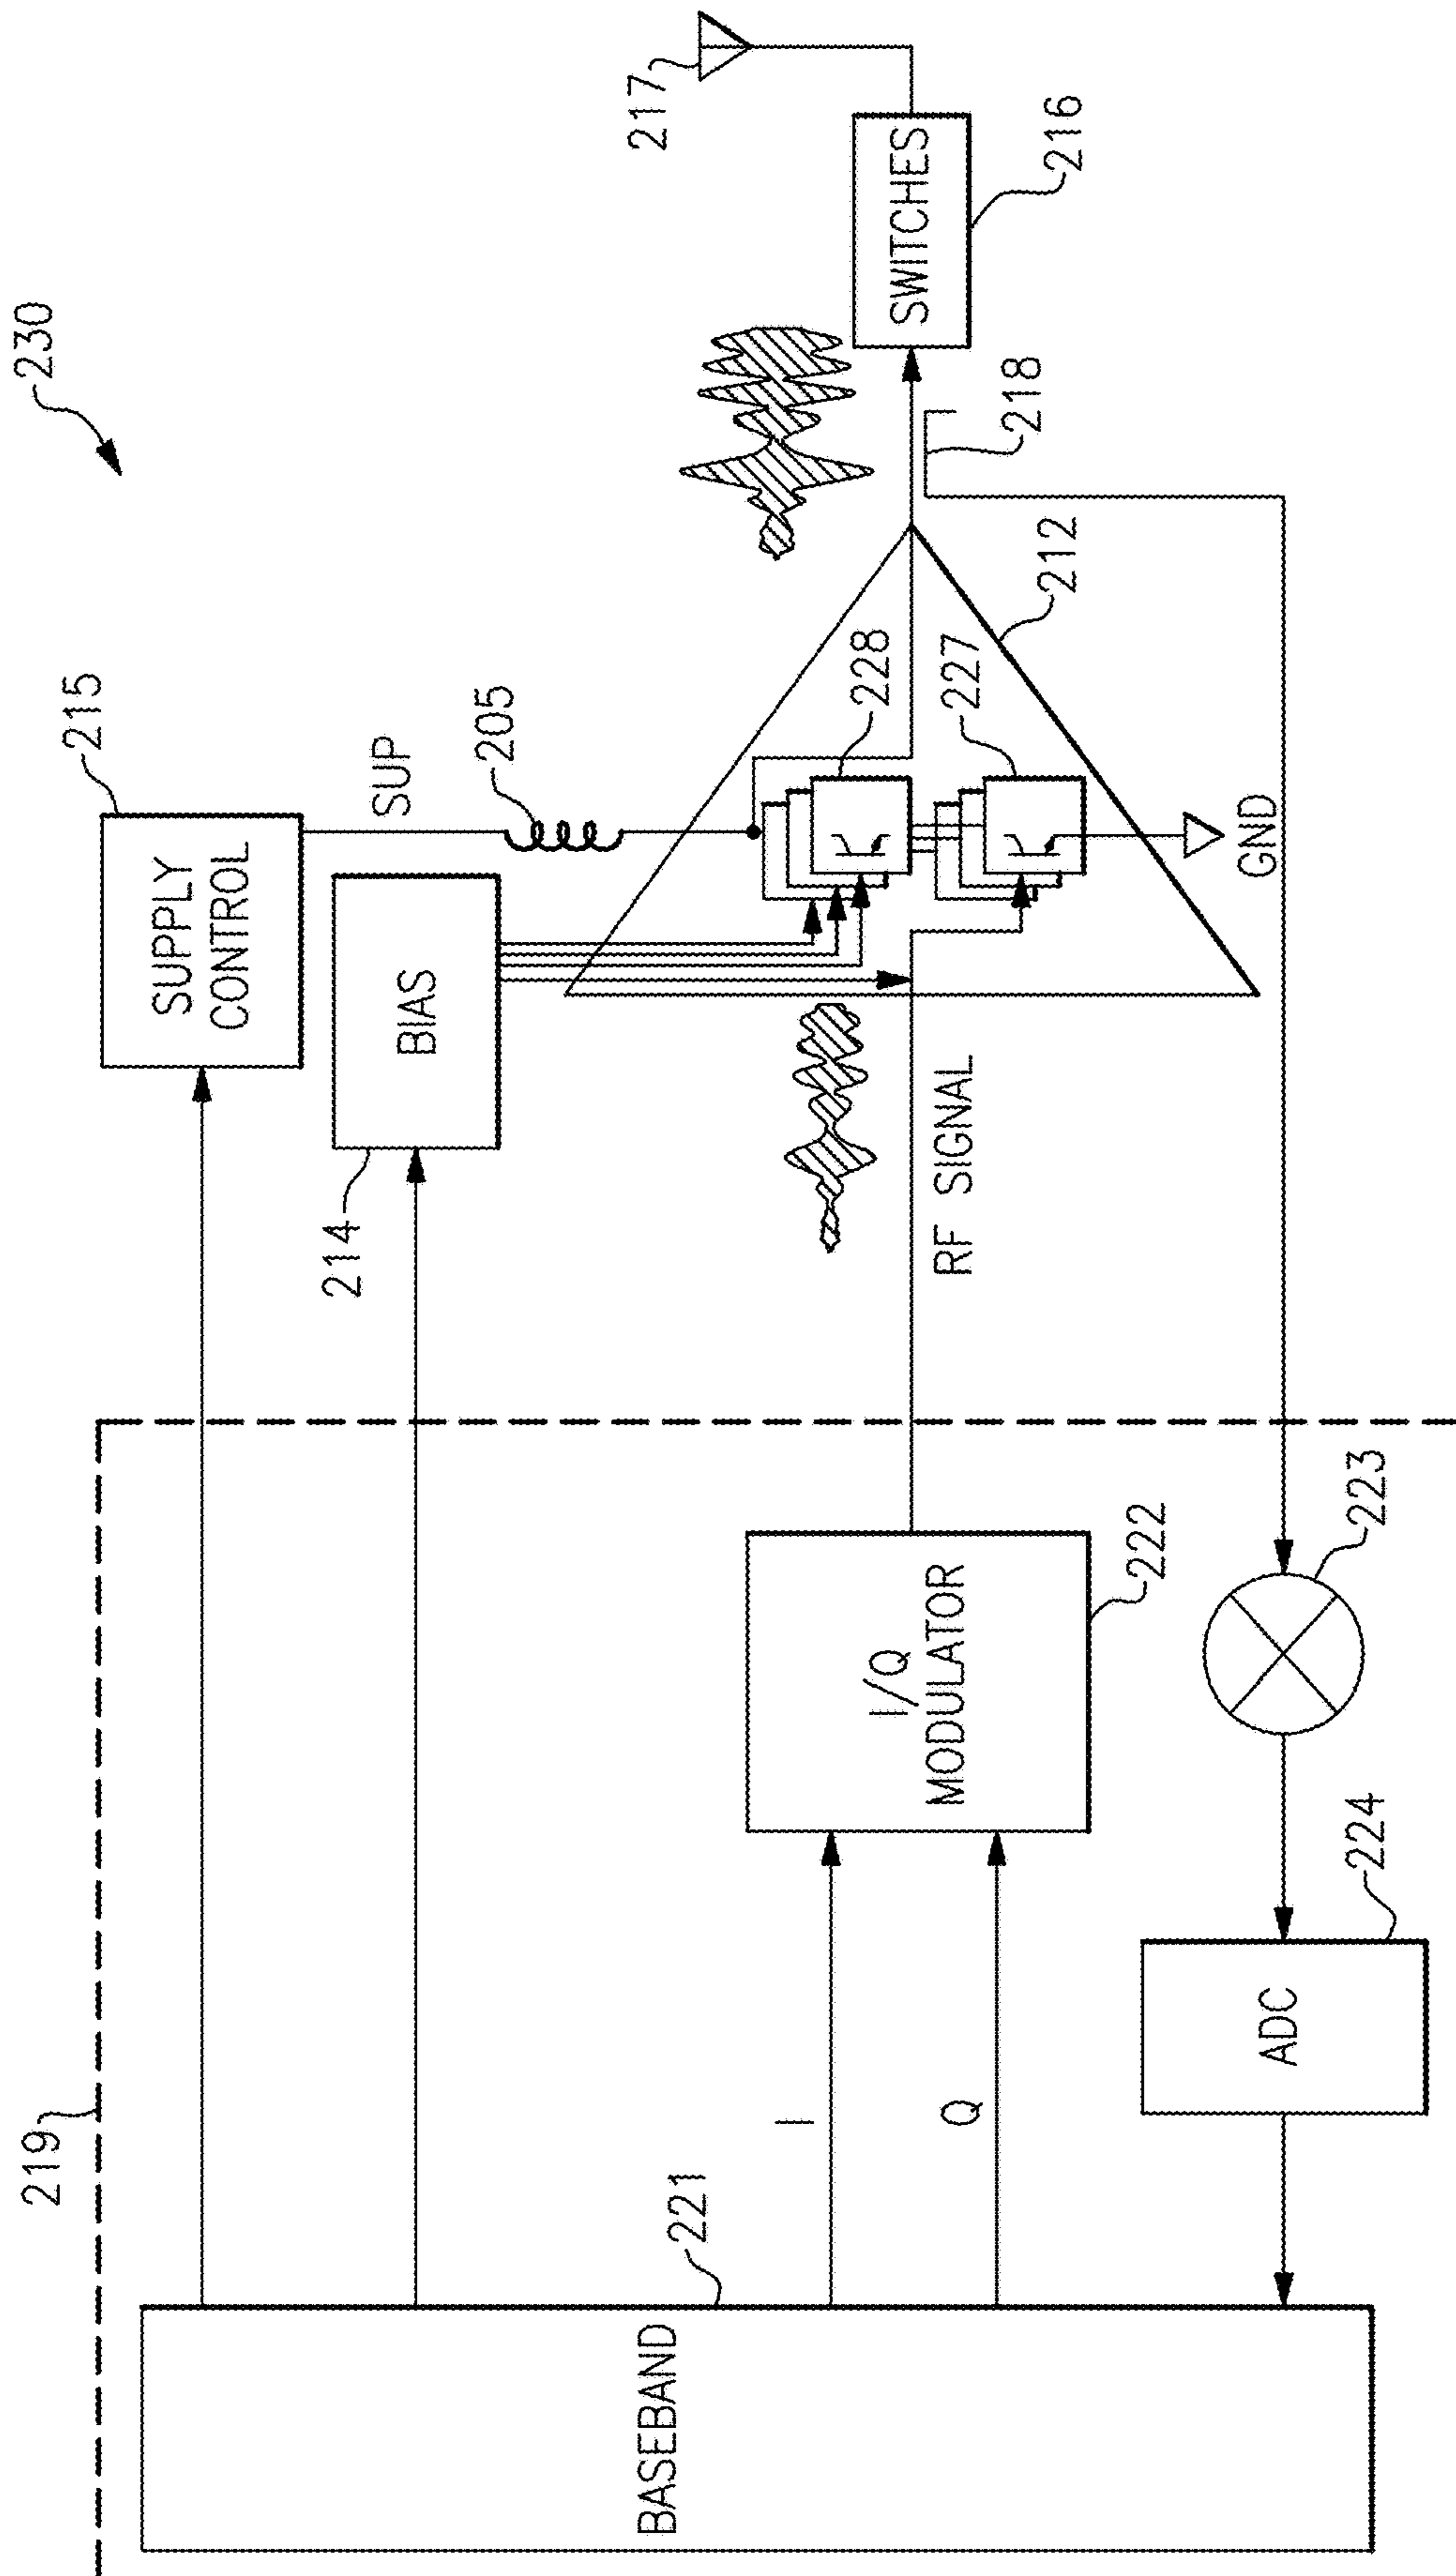 230
219
215
SUPPLY
CONTROL
SUP
205
214
BIAS
217
221
BASEBAND
I
Q
I/Q
MODULATOR
222
RF SIGNAL
228
227
212
GND
218
SWITCHES
216
223
224
ADC